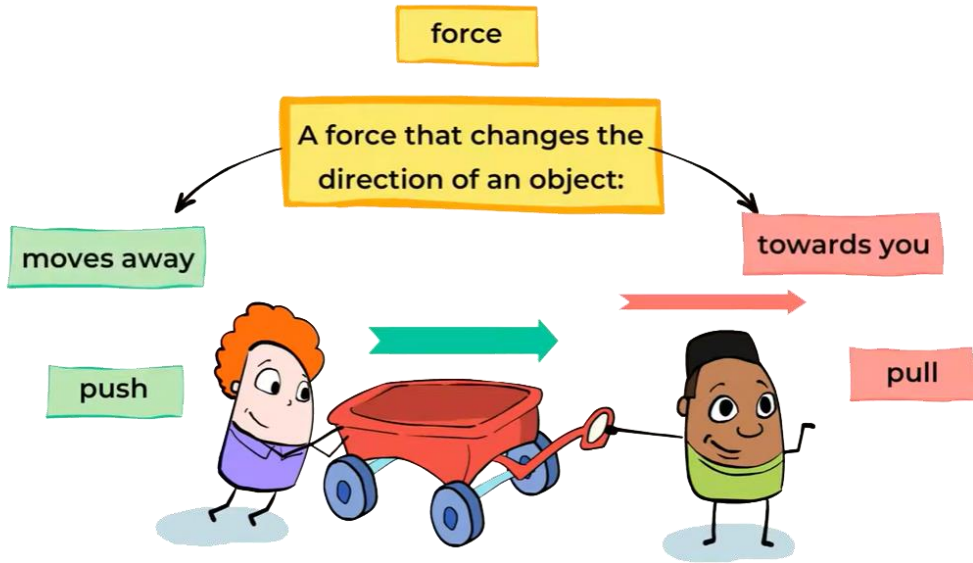 force
A force that changes the
direction of an object:
moves away
towards you
push
pull